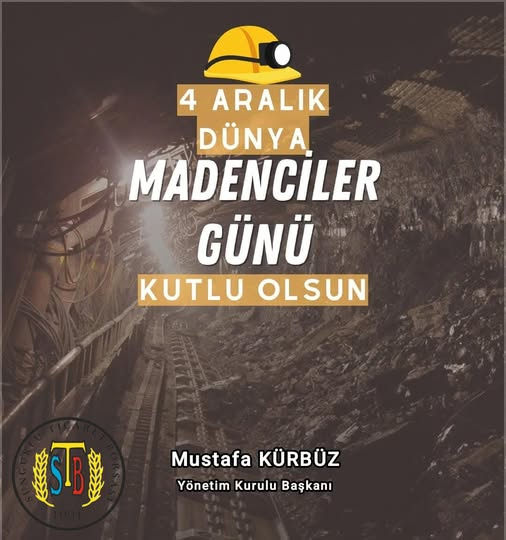 4 ARALIK
DÜNYA
MADENCİLER
GÜNÜ
KUTLU OLSUN
Mustafa KÜRBÜZ
Yönetim Kurulu Başkanı
STB